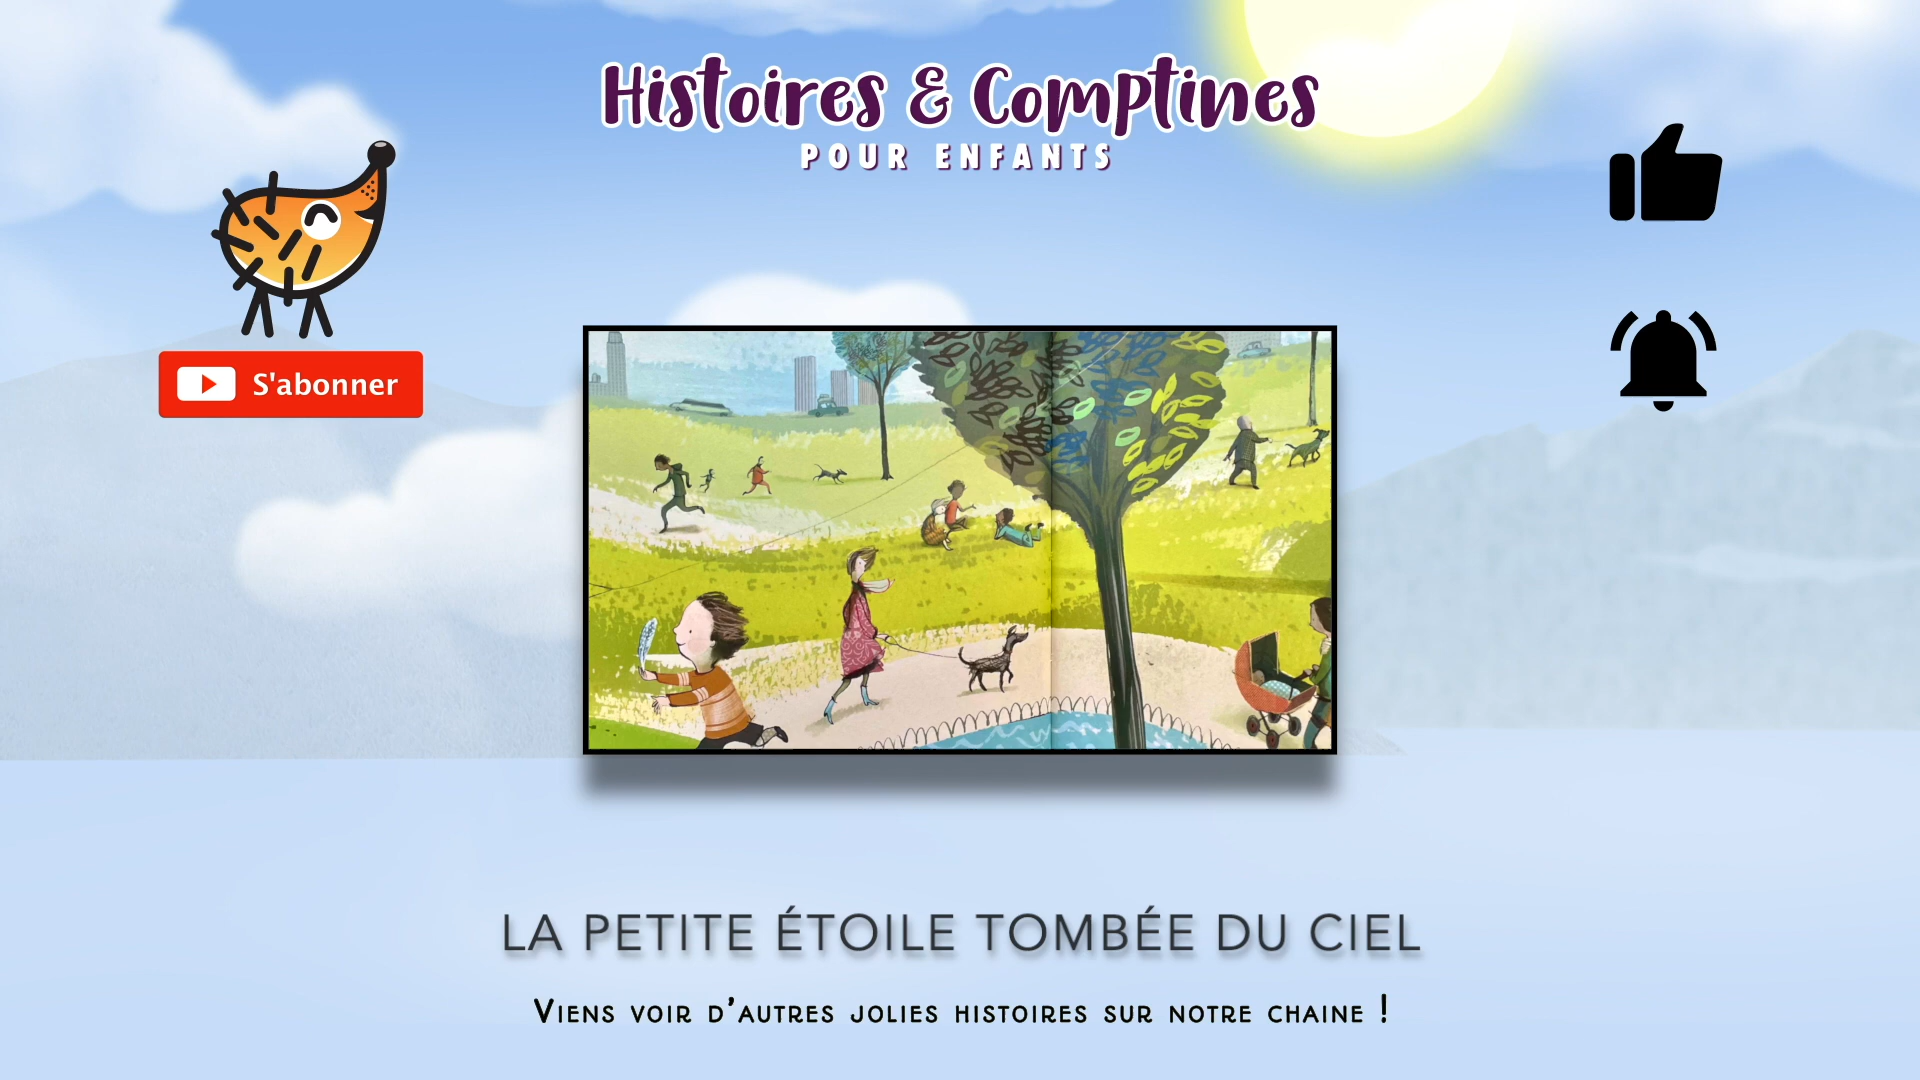 Histoires & Comptines
POUR ENFANTS
S'abonner
LA PETITE ÉTOILE TOMBÉE DU CIEL
Viens voir d'autres jolies histoires sur notre chaine !